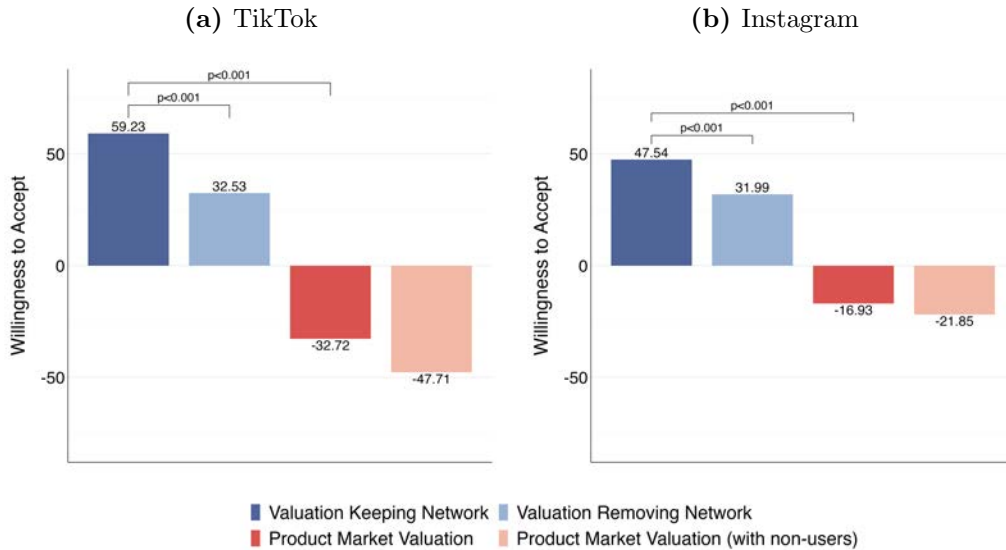 (a) TikTok
p<0.001
p<0.001
59.23
32.53
-32.72
-47.71
50
0
-50
Willingness to Accept
(b) Instagram
p<0.001
p<0.001
47.54
31.99
-16.93
-21.85
50
0
-50
Willingness to Accept
Valuation Keeping Network
Valuation Removing Network
Product Market Valuation
Product Market Valuation (with non-users)